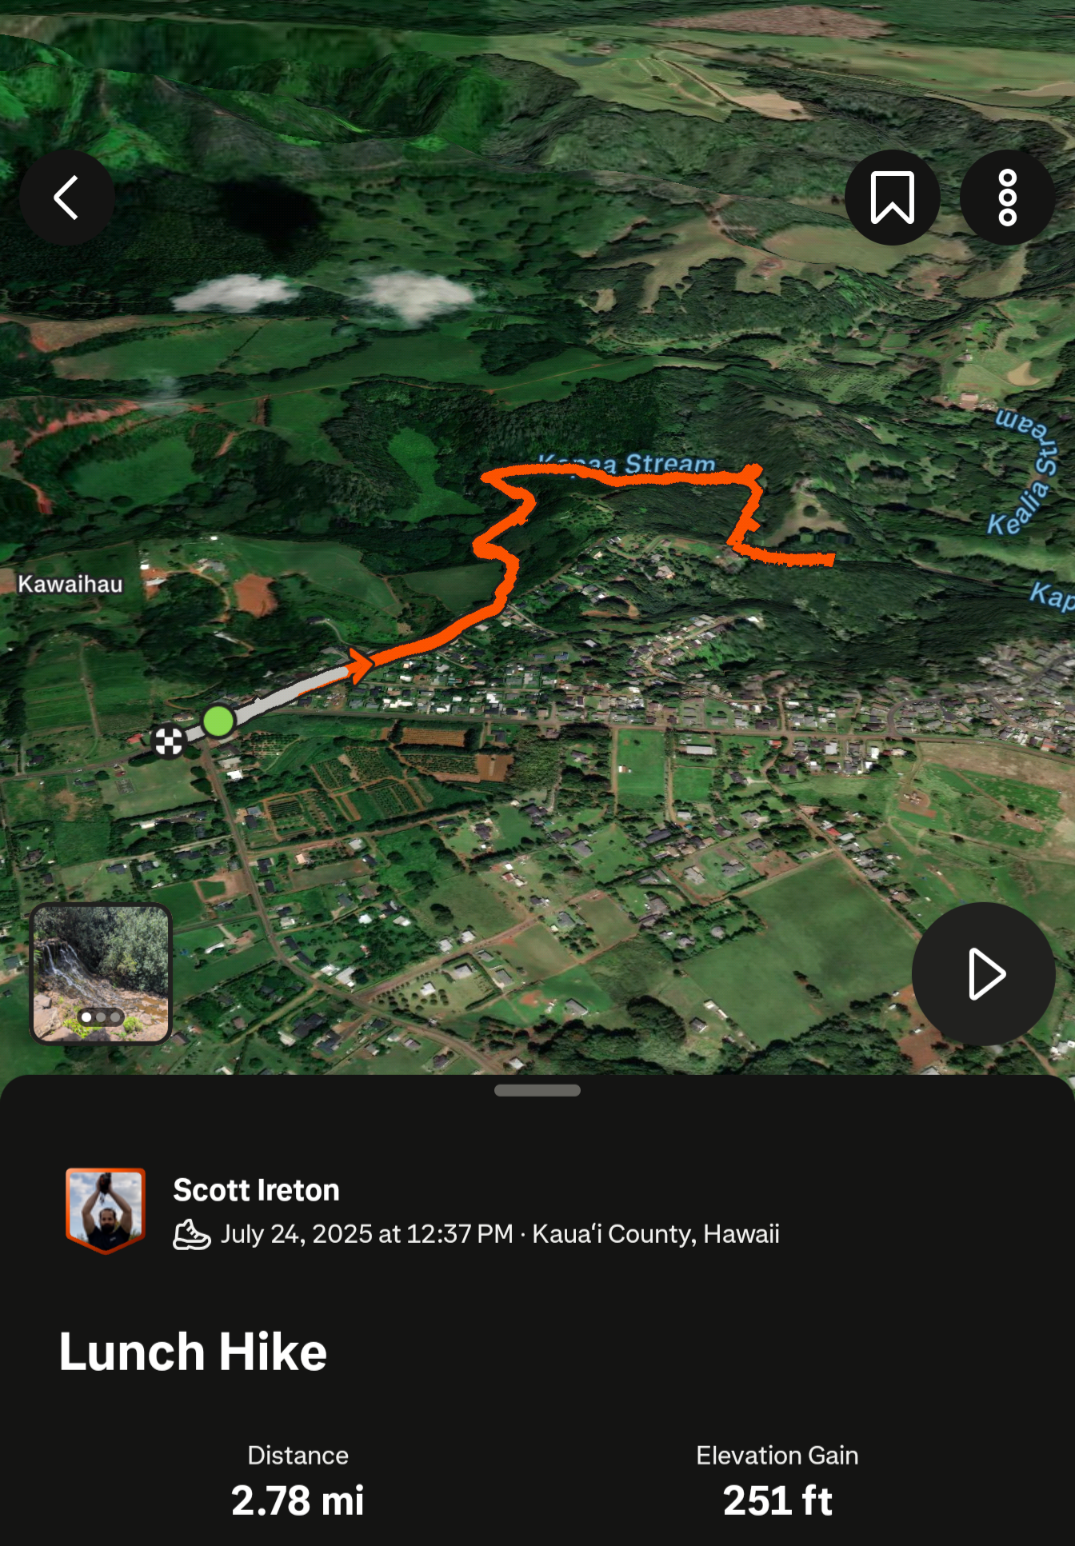 Kapaa Stream
Kealia Stream
Kawaihau
Kap
Scott Ireton
July 24, 2025 at 12:37 PM · Kauaʻi County, Hawaii
Lunch Hike
Distance
Elevation Gain
2.78 mi
251 ft